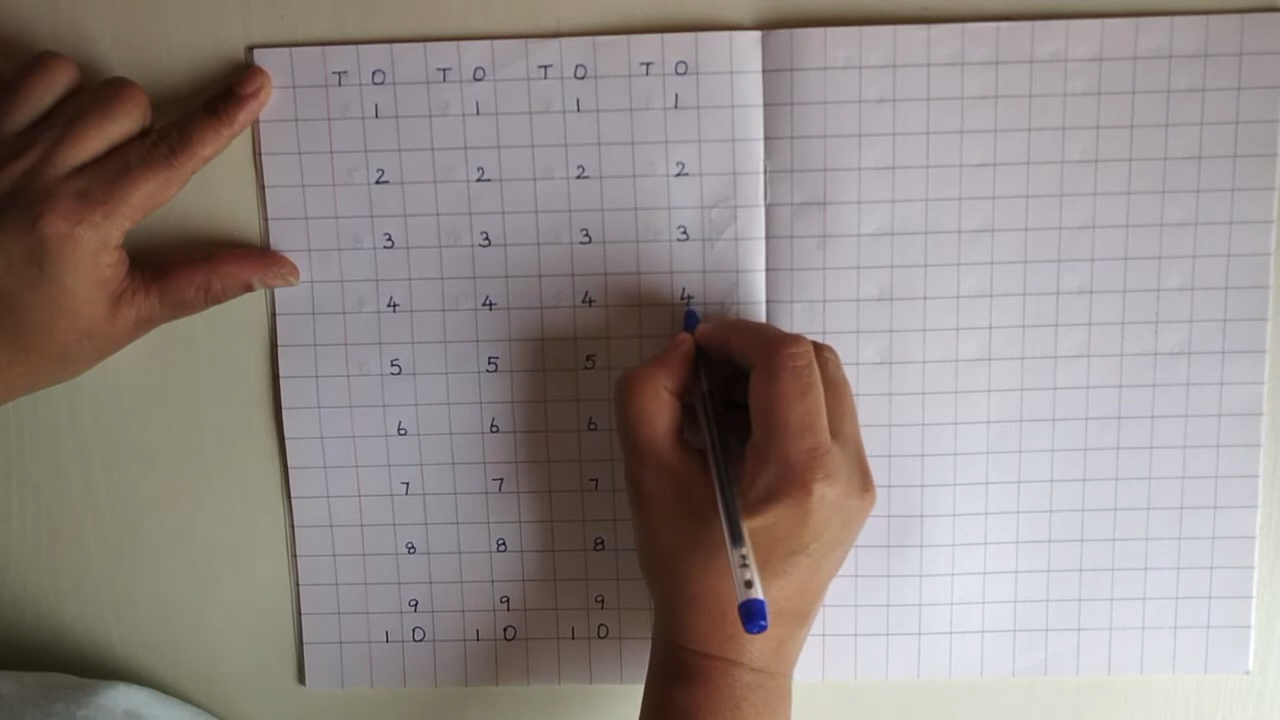 T O T O T O T O
1 1 1 1
2 2 2 2
3 3 3 3
4 4 4 4
5 5 5
6 6 6
7 7 7
8 8 8
9 9 9
10 10 10